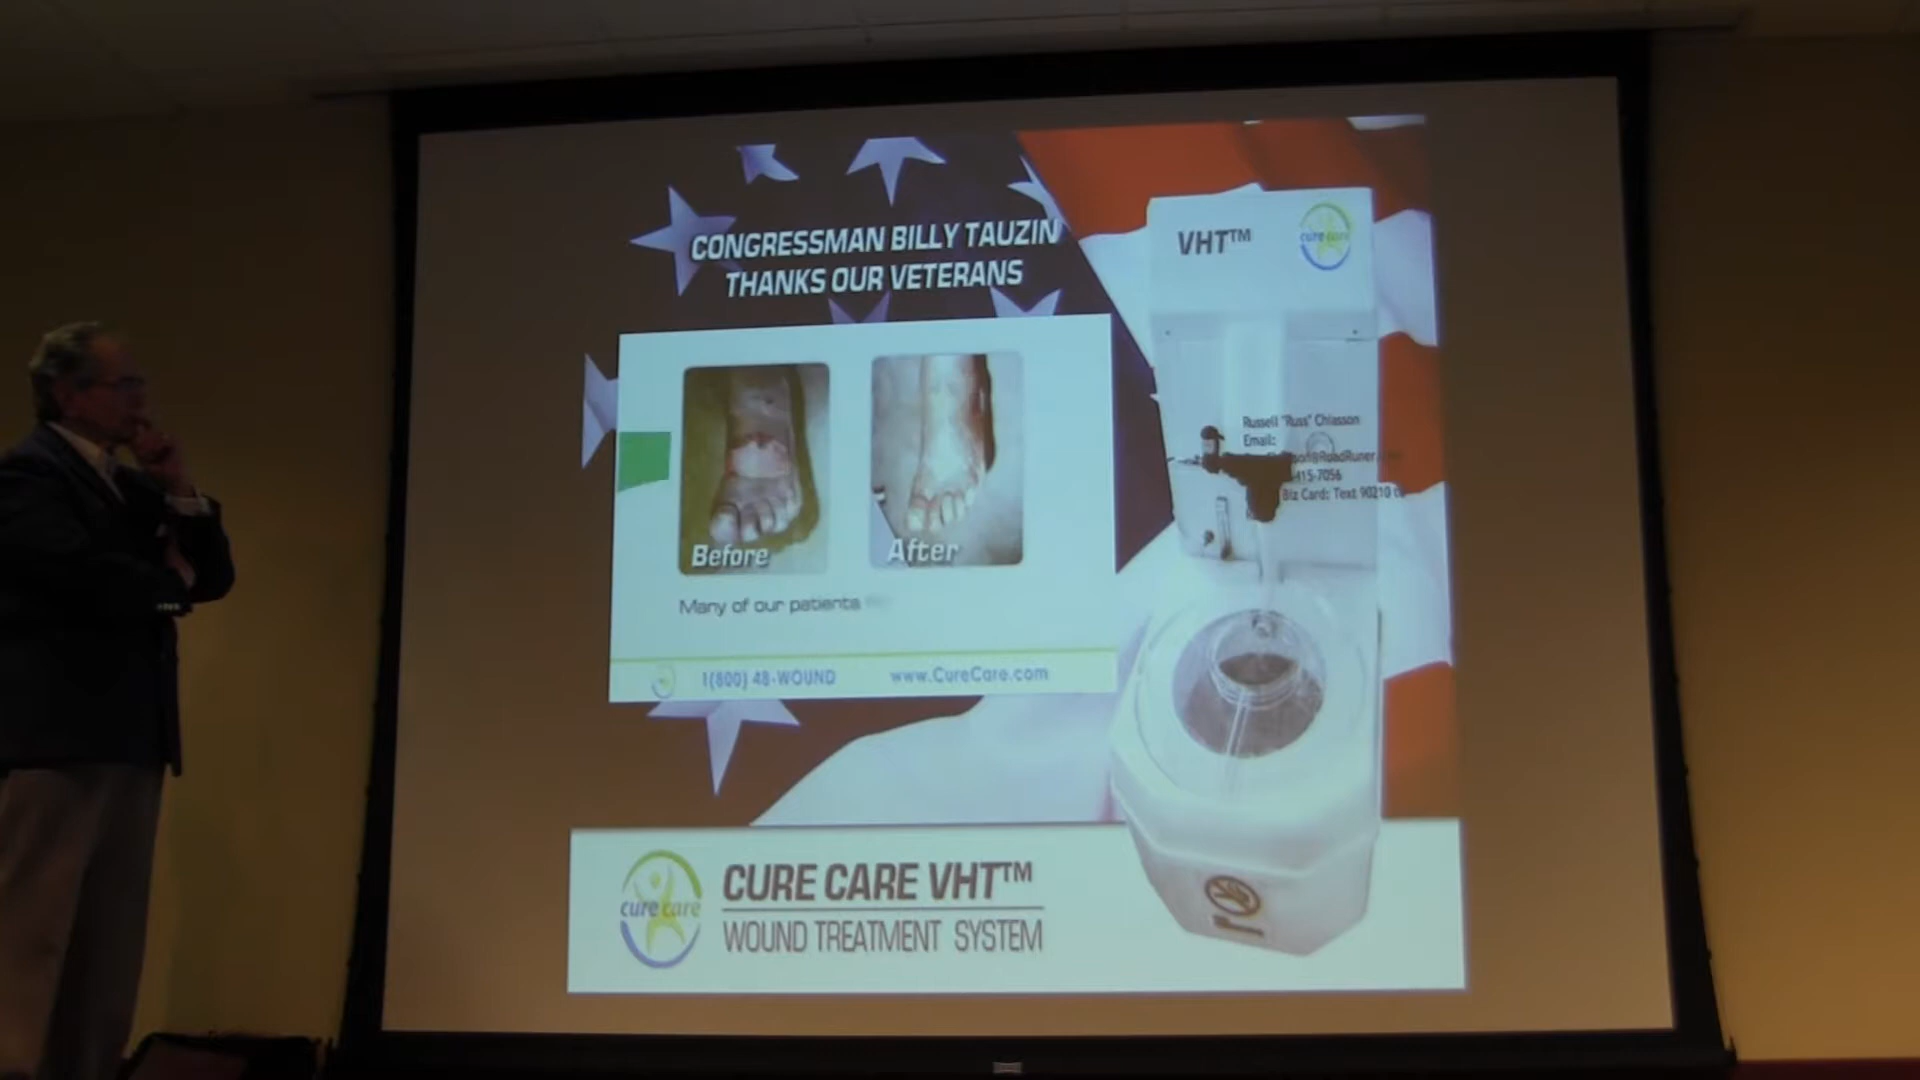 CONGRESSMAN BILLY TAUZIN
THANKS OUR VETERANS
VHT™
cure care
Russell "Russ" Chiasson
Email:
415-7056
Biz Card: Text 90210
Before
After
Many of our patients
1(800) 48-WOUND
www.CureCare.com
cure care
CURE CARE VHT™
WOUND TREATMENT SYSTEM